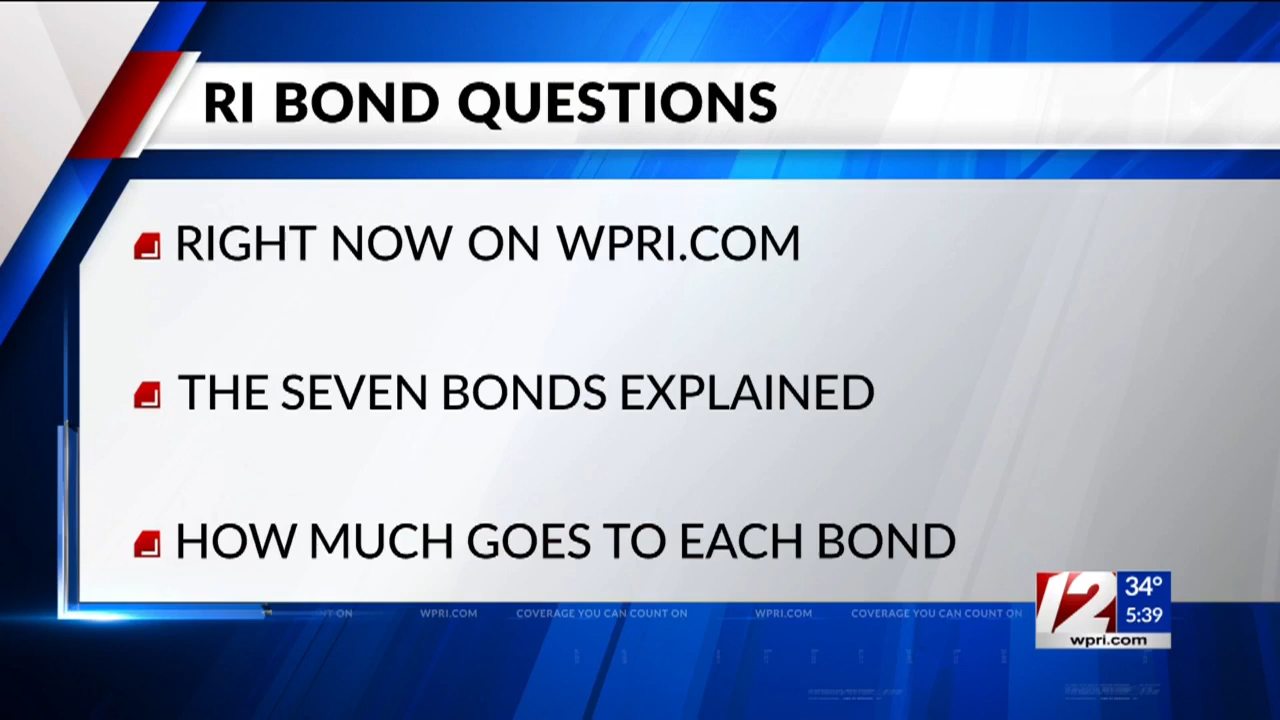 RI BOND QUESTIONS
RIGHT NOW ON WPRI.COM
THE SEVEN BONDS EXPLAINED
HOW MUCH GOES TO EACH BOND
12
34°
5:39
wpri.com
WPRI.COM
COVERAGE YOU CAN COUNT ON
WPRI.COM
COVERAGE YOU CAN COUNT ON